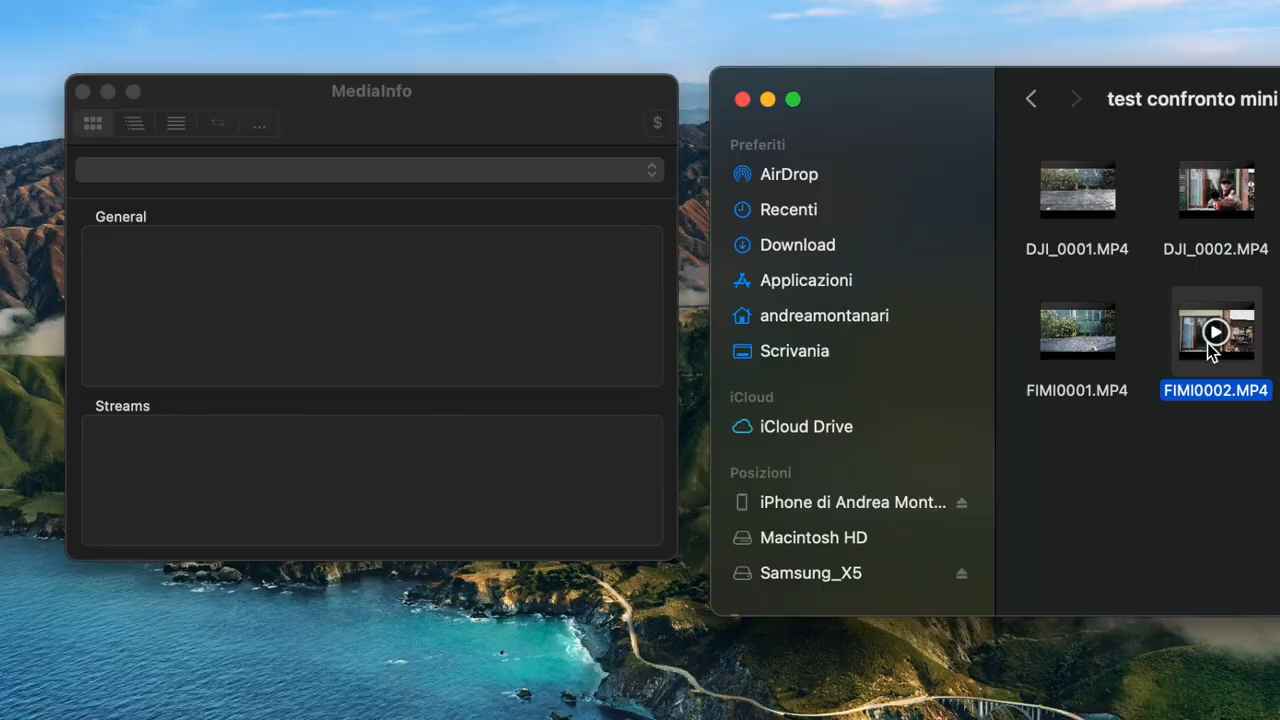 MediaInfo
...
$
General
Streams
test confronto mini
Preferiti
AirDrop
Recenti
Download
Applicazioni
andreamontanari
Scrivania
iCloud
iCloud Drive
Posizioni
iPhone di Andrea Mont...
Macintosh HD
Samsung_X5
DJI_0001.MP4
DJI_0002.MP4
FIMI0001.MP4
FIMI0002.MP4